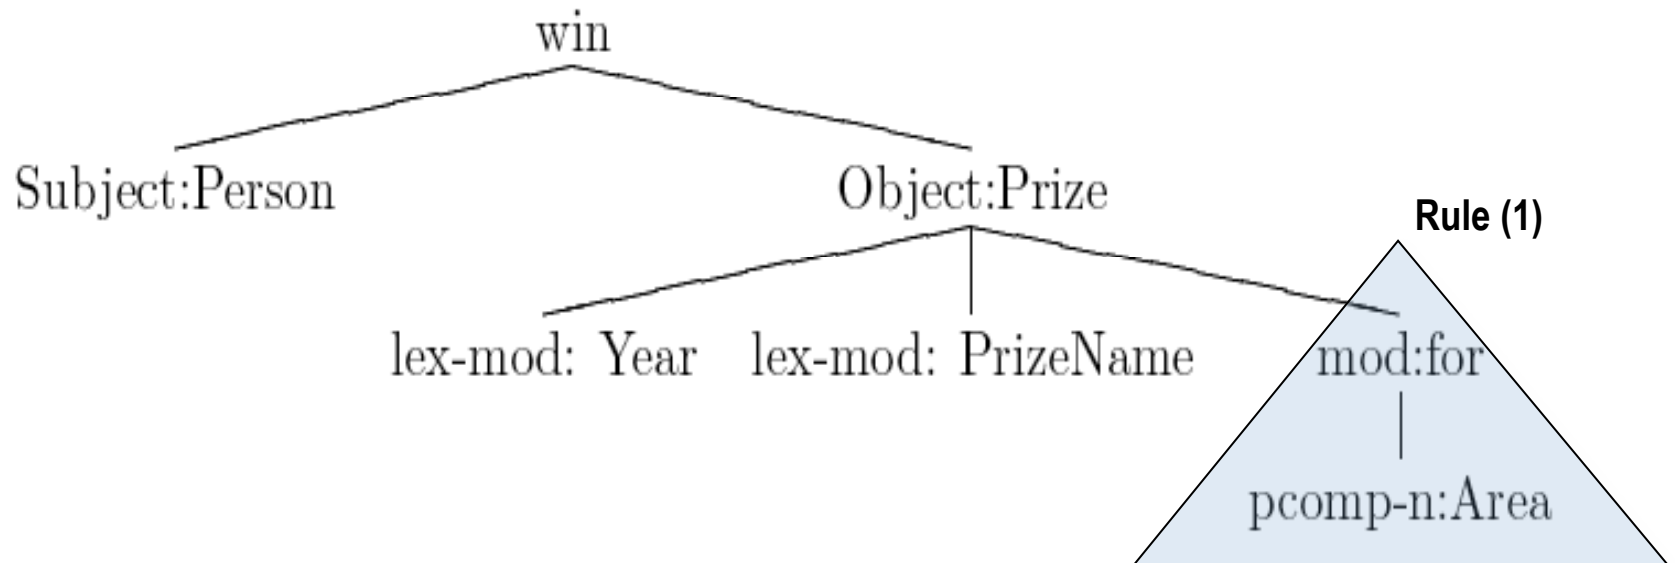 win
Subject:Person
Object:Prize
Rule (1)
lex-mod: Year
lex-mod: PrizeName
mod:for
pcomp-n:Area